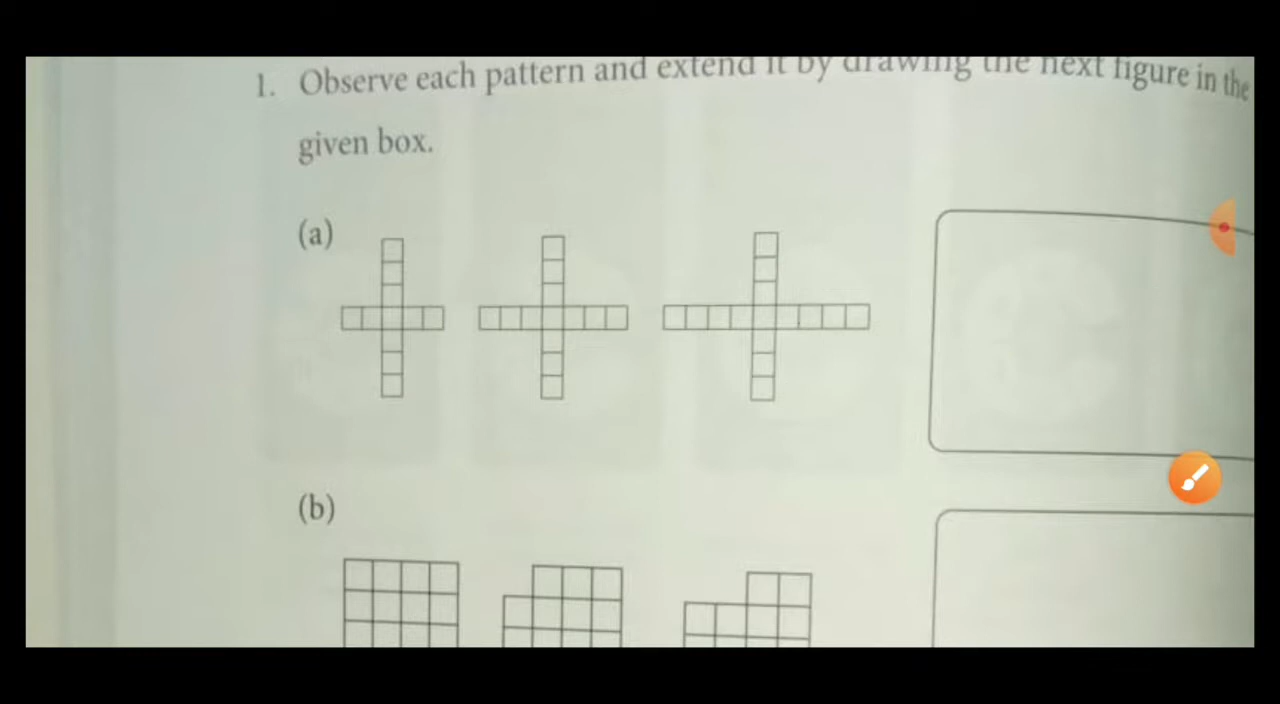 1. Observe each pattern and extend it by drawing the next figure in the
given box.
(a)
(b)